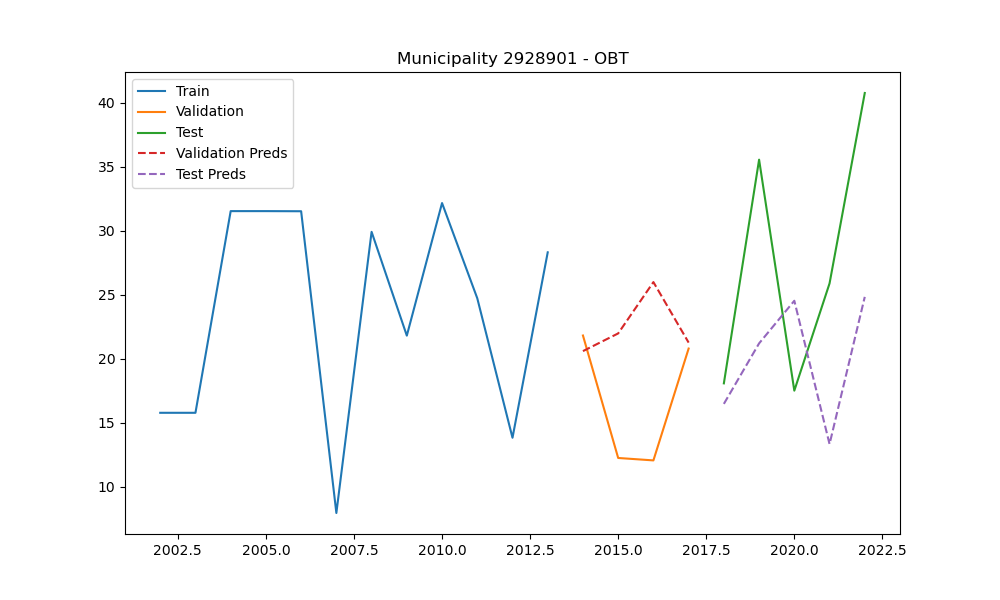 Municipality 2928901 - OBT
Train
Validation
Test
Validation Preds
Test Preds
40
35
30
25
20
15
10
2002.5 2005.0 2007.5 2010.0 2012.5 2015.0 2017.5 2020.0 2022.5